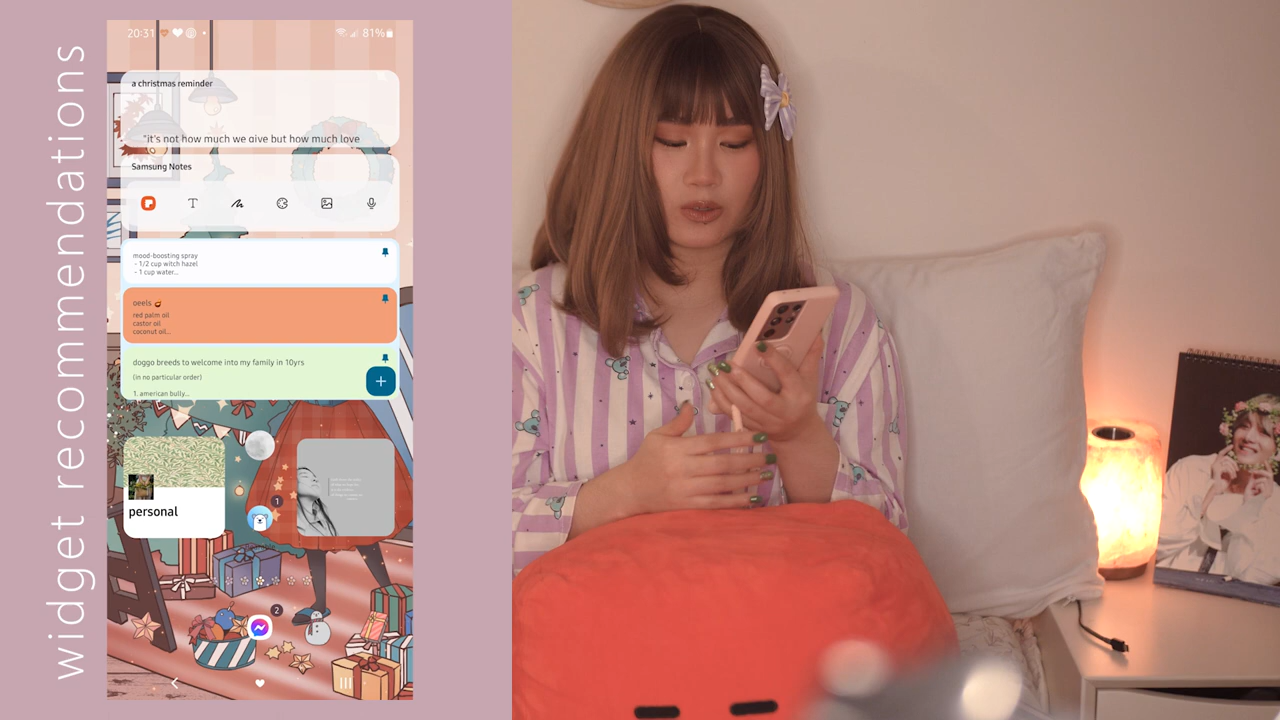 widget recommendations
20:31
81%
a christmas reminder
"it's not how much we give but how much love
Samsung Notes
T
mood-boosting spray
- 1/2 cup witch hazel
- 1 cup water...
oeels
red palm oil
castor oil
coconut oil...
doggo breeds to welcome into my family in 10yrs
(in no particular order)
1. american bully...
personal
1
2